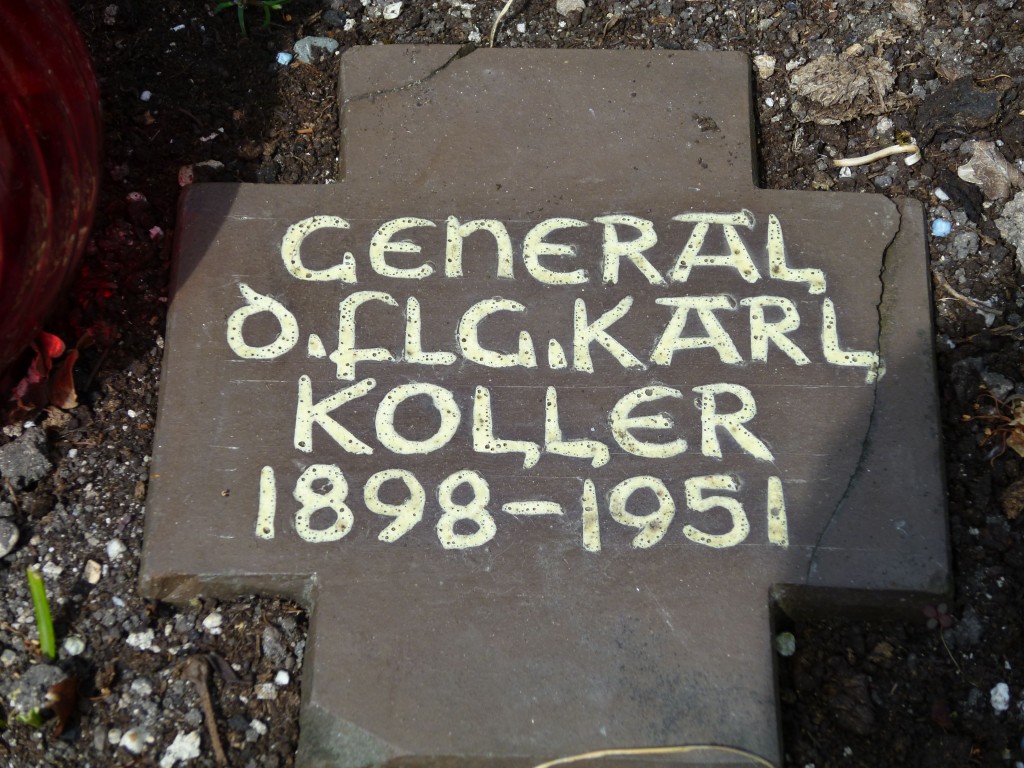 GENERAL
d. FLG. KARL
KOLLER
1898-1951